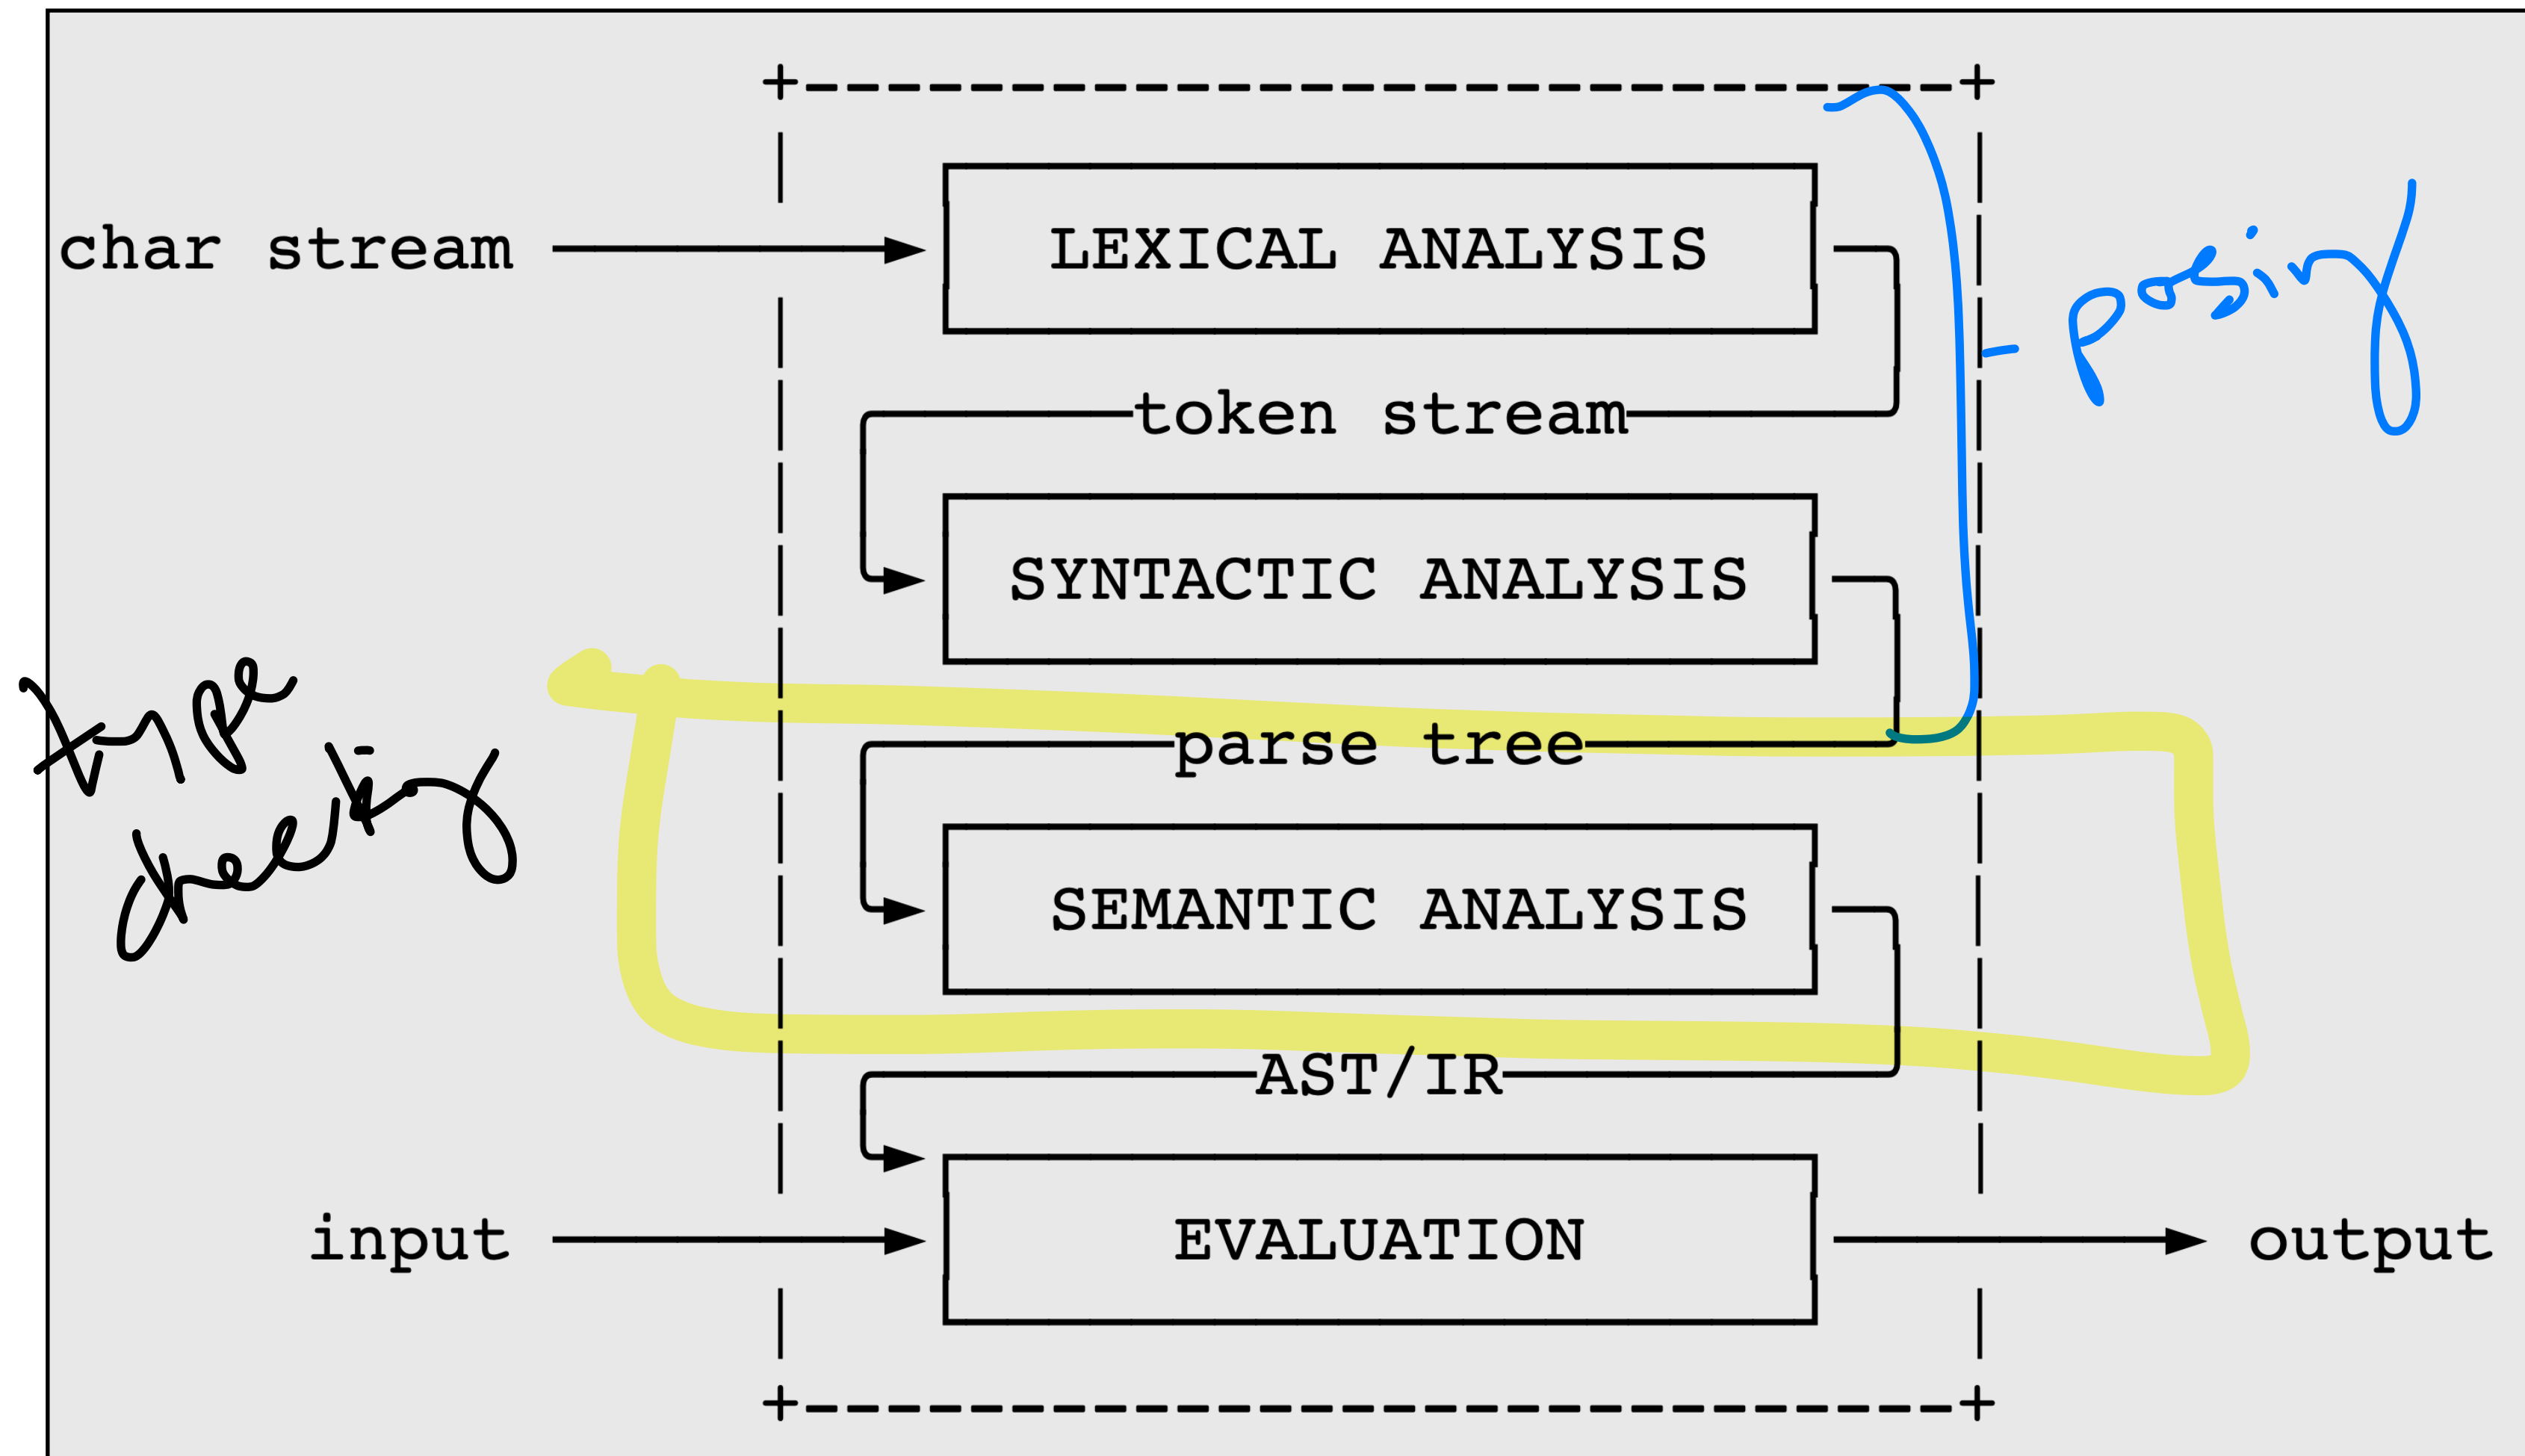 char stream
LEXICAL ANALYSIS
parsing
token stream
SYNTACTIC ANALYSIS
type
checking
parse tree
SEMANTIC ANALYSIS
AST/IR
input
EVALUATION
output